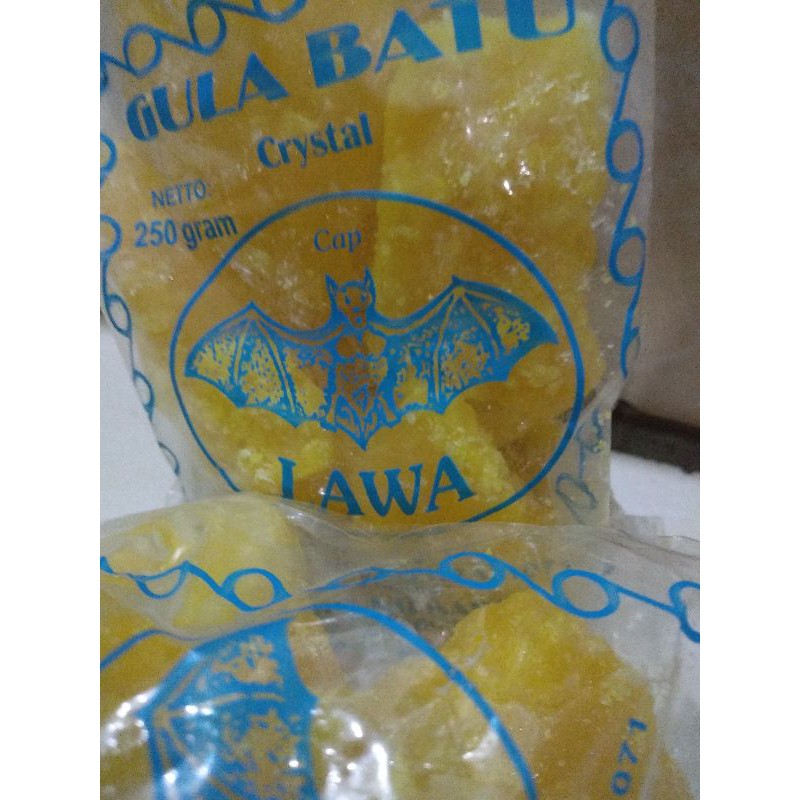 GULA BATU
Crystal
NETTO:
250 gram
Cap
LAWA